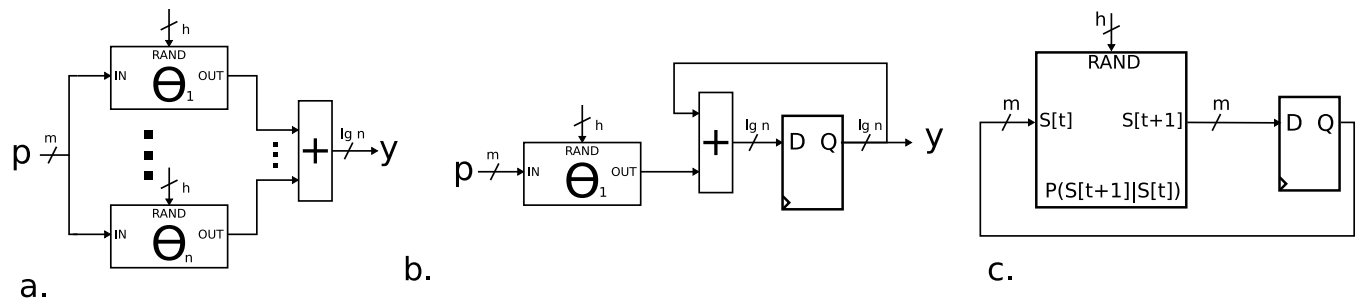 h
RAND
IN Θ1 OUT
m
p
h
RAND
IN Θn OUT
+
lg n
y
a.
p
m
h
RAND
IN Θ1 OUT
+
lg n
D Q
lg n
y
b.
h
RAND
m
S[t] S[t+1]
m
P(S[t+1]|S[t])
D Q
c.